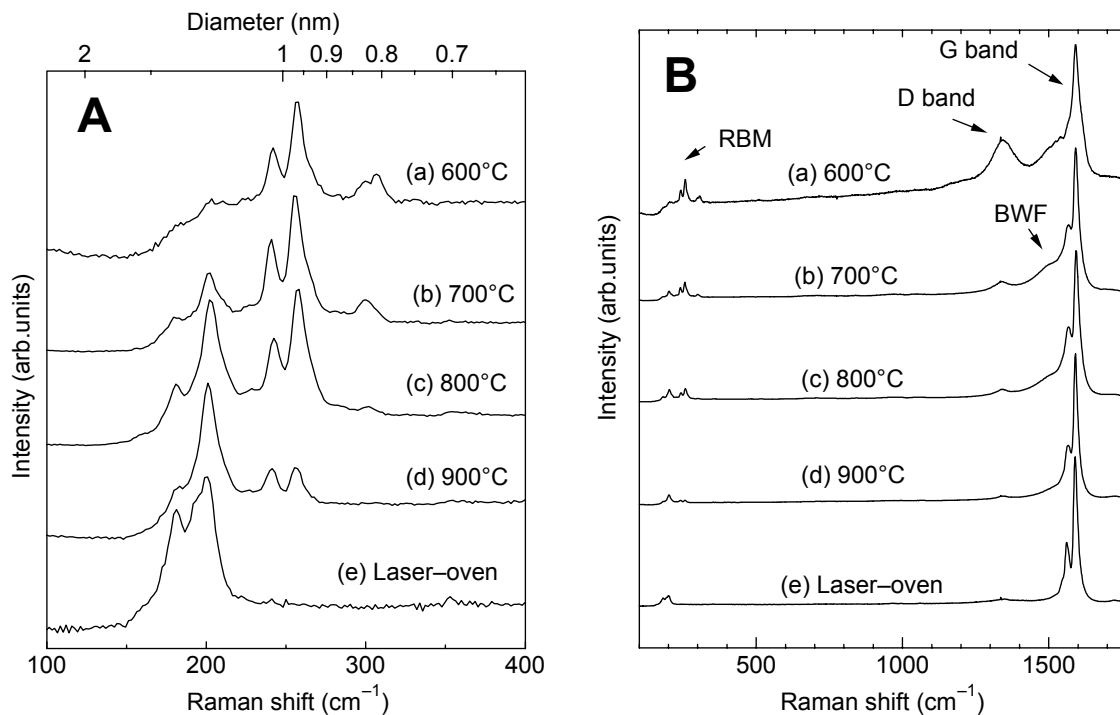 Diameter (nm)
2 1 0.9 0.8 0.7
A
(a) 600°C
(b) 700°C
(c) 800°C
(d) 900°C
(e) Laser–oven
Intensity (arb.units)
100 200 300 400
Raman shift (cm⁻¹)
B
G band
D band
RBM
(a) 600°C
BWF
(b) 700°C
(c) 800°C
(d) 900°C
(e) Laser–oven
Intensity (arb.units)
500 1000 1500
Raman shift (cm⁻¹)